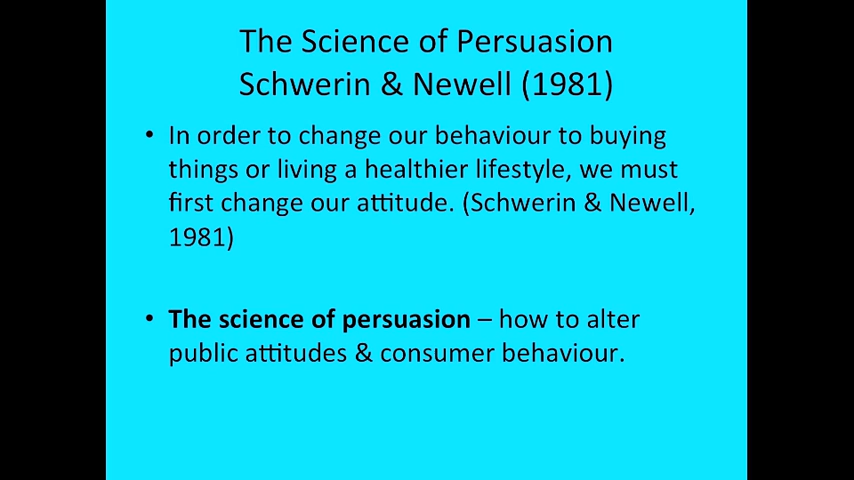 The Science of Persuasion
Schwerin & Newell (1981)
• In order to change our behaviour to buying
things or living a healthier lifestyle, we must
first change our attitude. (Schwerin & Newell,
1981)
• The science of persuasion – how to alter
public attitudes & consumer behaviour.